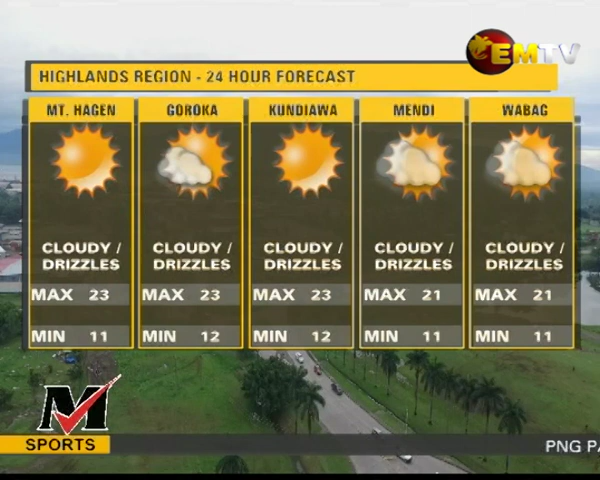 EMTV
HIGHLANDS REGION - 24 HOUR FORECAST
MT. HAGEN
CLOUDY /
DRIZZLES
MAX 23
MIN 11
GOROKA
CLOUDY /
DRIZZLES
MAX 23
MIN 12
KUNDIAWA
CLOUDY /
DRIZZLES
MAX 23
MIN 12
MENDI
CLOUDY /
DRIZZLES
MAX 21
MIN 11
WABAG
CLOUDY /
DRIZZLES
MAX 21
MIN 11
M
SPORTS
PNG PA